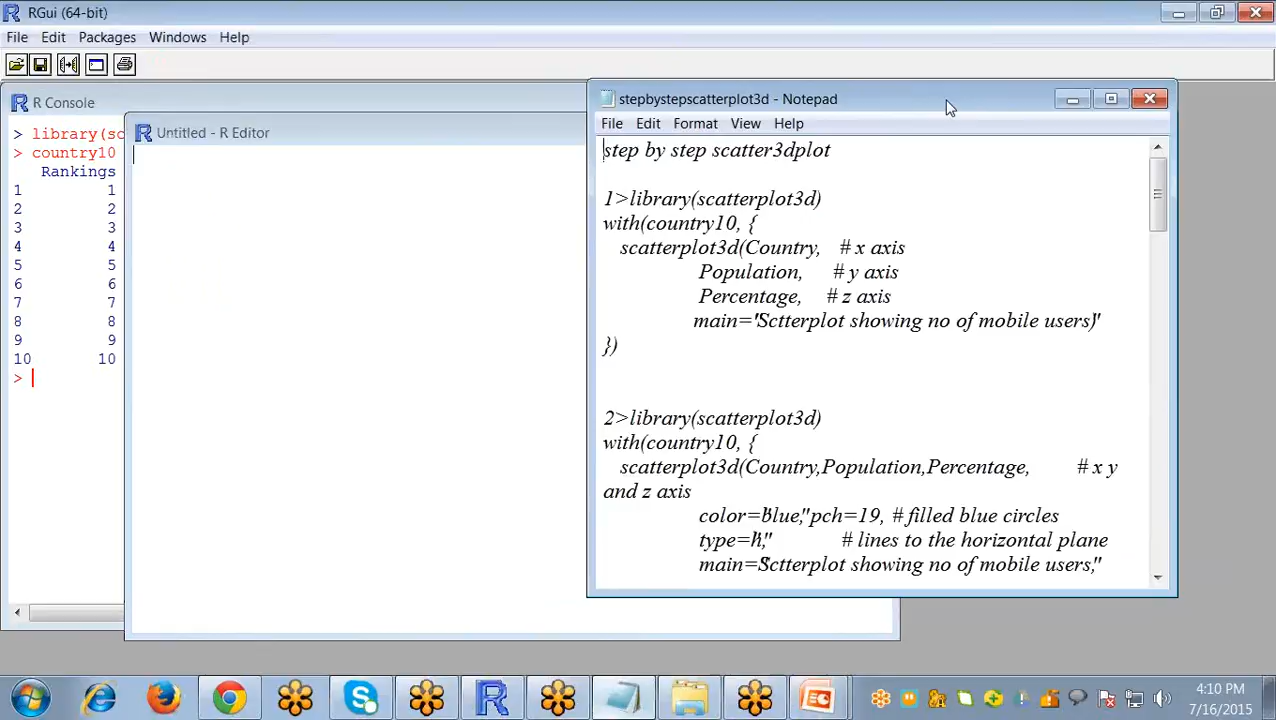 RGui (64-bit)
File Edit Packages Windows Help
R Console
> library(sc
> country10
Rankings
1 1
2 2
3 3
4 4
5 5
6 6
7 7
8 8
9 9
10 10
>
Untitled - R Editor
stepbystepscatterplot3d - Notepad
File Edit Format View Help
step by step scatter3dplot
1>library(scatterplot3d)
with(country10, {
scatterplot3d(Country, # x axis
Population, # y axis
Percentage, # z axis
main="Sctterplot showing no of mobile users)"
})
2>library(scatterplot3d)
with(country10, {
scatterplot3d(Country,Population,Percentage, # x y
and z axis
color="blue,"pch=19, # filled blue circles
type="h," # lines to the horizontal plane
main="Sctterplot showing no of mobile users,"
4:10 PM
7/16/2015